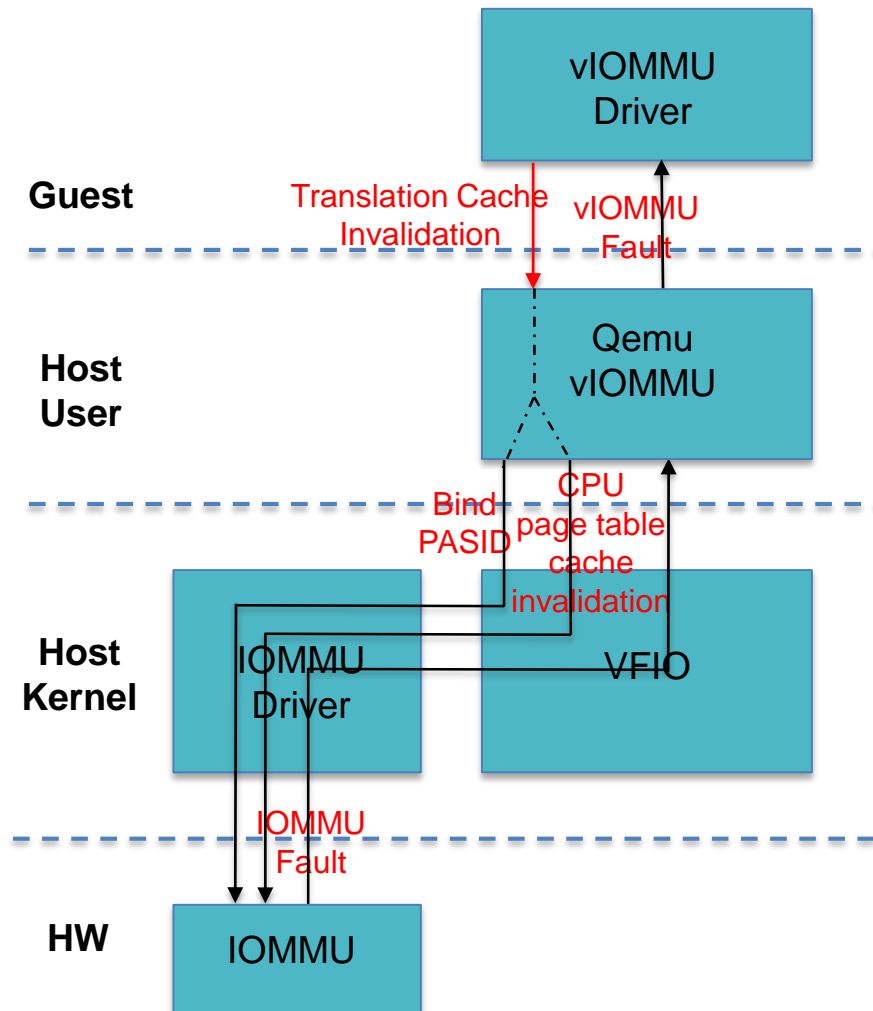 vIOMMU
Driver
Guest
Translation Cache
Invalidation
vIOMMU
Fault
Host
User
Qemu
vIOMMU
Bind
PASID
CPU
page table
cache
invalidation
Host
Kernel
IOMMU
Driver
VFIO
IOMMU
Fault
HW
IOMMU